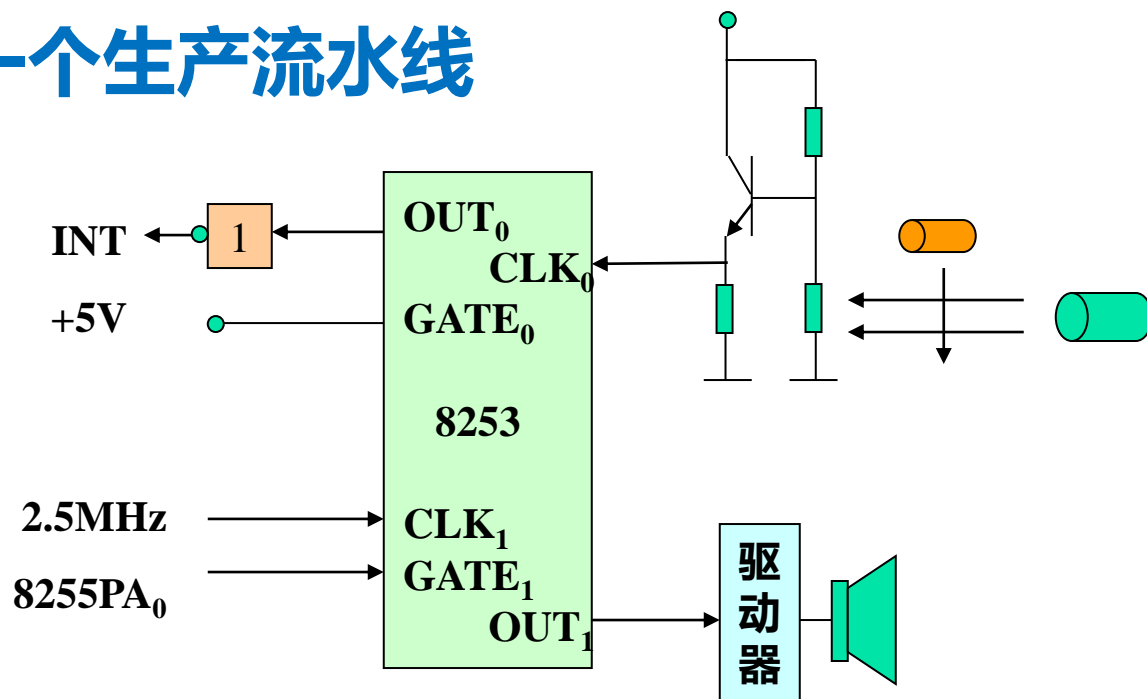 一个生产流水线
INT
1
OUT₀
CLK₀
+5V
GATE₀
8253
2.5MHz
CLK₁
8255PA₀
GATE₁
OUT₁
驱动器